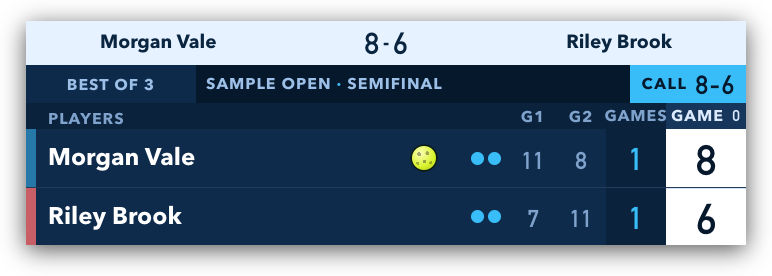 Morgan Vale 8-6 Riley Brook
BEST OF 3 SAMPLE OPEN · SEMIFINAL CALL 8–6
PLAYERS G1 G2 GAMES GAME 0
Morgan Vale 11 8 1 8
Riley Brook 7 11 1 6